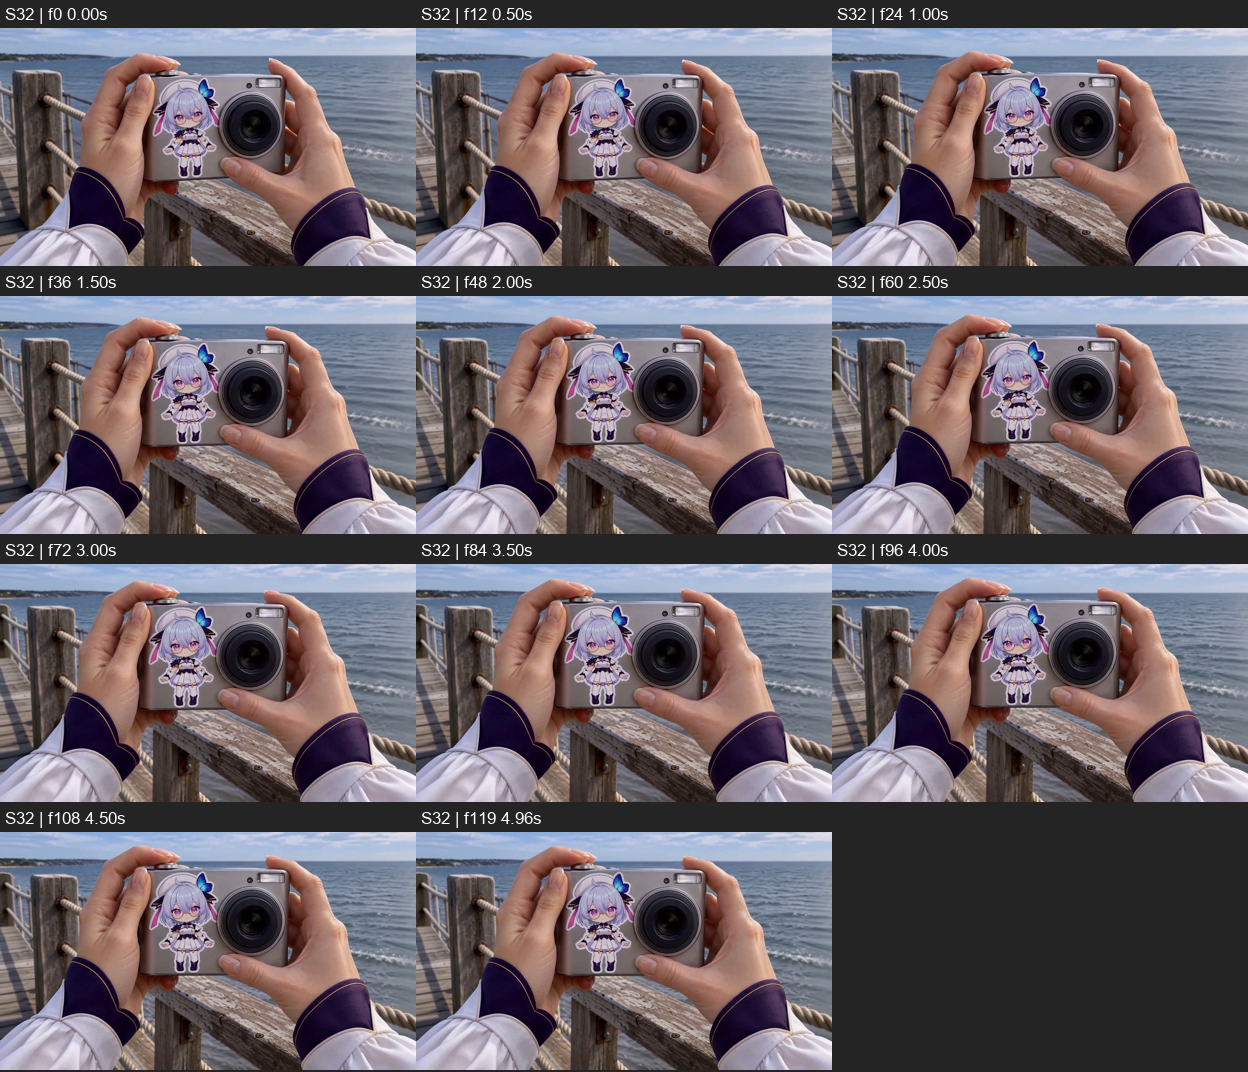 S32 | f0 0.00s
S32 | f12 0.50s
S32 | f24 1.00s
S32 | f36 1.50s
S32 | f48 2.00s
S32 | f60 2.50s
S32 | f72 3.00s
S32 | f84 3.50s
S32 | f96 4.00s
S32 | f108 4.50s
S32 | f119 4.96s